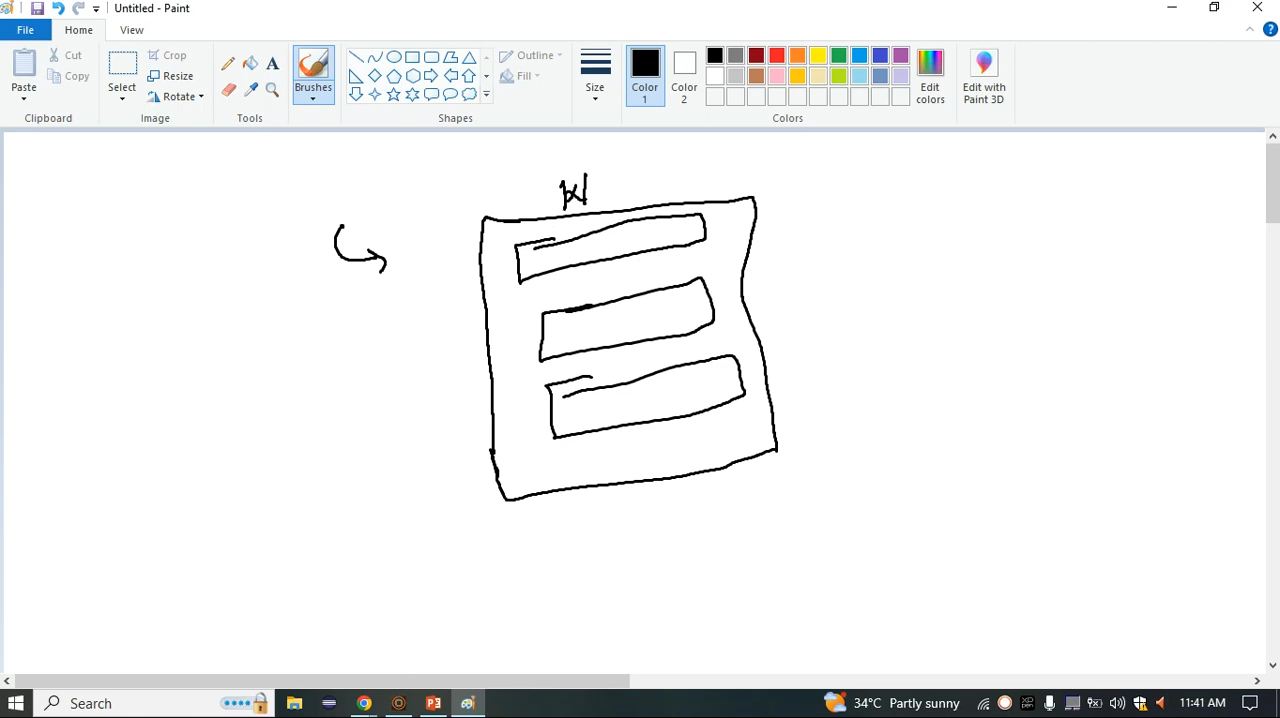 Untitled - Paint
File
Home
View
Paste
Cut
Copy
Clipboard
Select
Crop
Resize
Rotate
Image
Tools
Brushes
Shapes
Outline
Fill
Size
Color 1
Color 2
Edit colors
Colors
Edit with Paint 3D
Search
34°C Partly sunny
11:41 AM